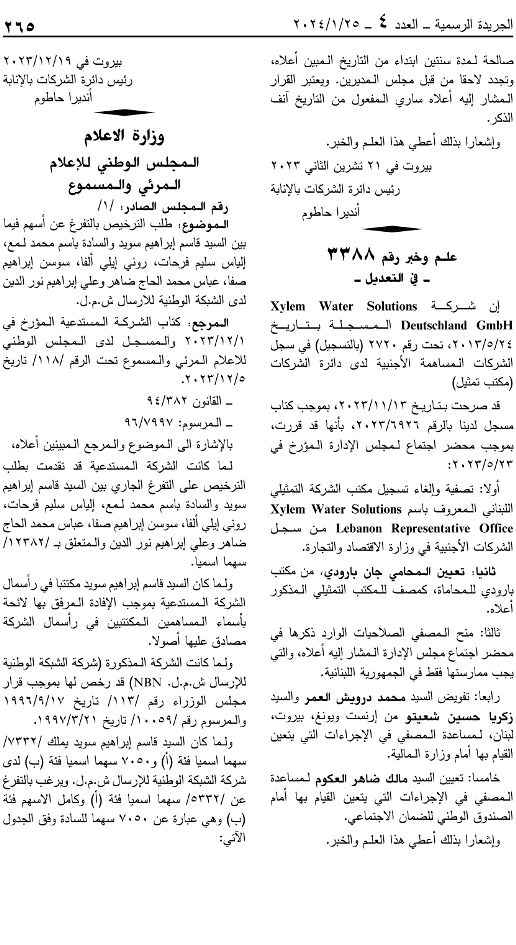 الجريدة الرسمية ــ العدد ٤ ــ ٢٠٢٤/١/٢٥
٢٦٥
صالحة لمدة سنتين ابتداء من التاريخ المبين أعلاه،
وتجدد لاحقا من قبل مجلس المديرين. ويعتبر القرار
المشار إليه أعلاه ساري المفعول من التاريخ آنف
الذكر.
وإشعارا بذلك أعطي هذا العلم والخبر.
بيروت في ٢١ تشرين الثاني ٢٠٢٣
رئيس دائرة الشركات بالإنابة
أنديرا حاطوم
علم وخبر رقم ٣٣٨٨
ـ في التعديل ـ
إن شركة Xylem Water Solutions
Deutschland GmbH المسجلة بتاريخ
٢٠١٣/٥/٢٤، تحت رقم ٢٧٢٠ (بالتسجيل) في سجل
الشركات المساهمة الأجنبية لدى دائرة الشركات
(مكتب تمثيل)
قد صرحت بتاريخ ٢٠٢٣/١١/١٣، بموجب كتاب
مسجل لدينا بالرقم ٢٠٢٣/٦٩٢٦، بأنها قد قررت،
بموجب محضر اجتماع لمجلس الإدارة المؤرخ في
٢٠٢٣/٥/٢٣:
أولا: تصفية وإلغاء تسجيل مكتب الشركة التمثيلي
اللبناني المعروف باسم Xylem Water Solutions
Lebanon Representative Office من سجل
الشركات الأجنبية في وزارة الاقتصاد والتجارة.
ثانيا: تعيين المحامي جان بارودي، من مكتب
بارودي للمحاماة، كمصف للمكتب التمثيلي المذكور
أعلاه.
ثالثا: منح المصفي الصلاحيات الوارد ذكرها في
محضر اجتماع مجلس الإدارة المشار إليه أعلاه، والتي
يجب ممارستها فقط في الجمهورية اللبنانية.
رابعا: تفويض السيد محمد درويش العمر والسيد
زكريا حسين شعيتو من إرنست ويونغ، بيروت،
لبنان، لمساعدة المصفي في الإجراءات التي يتعين
القيام بها أمام وزارة المالية.
خامسا: تعيين السيد مالك ضاهر العكوم لمساعدة
المصفي في الإجراءات التي يتعين القيام بها أمام
الصندوق الوطني للضمان الاجتماعي.
وإشعارا بذلك أعطي هذا العلم والخبر.
بيروت في ٢٠٢٣/١٢/١٩
رئيس دائرة الشركات بالإنابة
أنديرا حاطوم
وزارة الاعلام
المجلس الوطني للإعلام
المرئي والمسموع
رقم المجلس الصادر: /١/
الموضوع: طلب الترخيص بالتفرغ عن أسهم فيما
بين السيد قاسم إبراهيم سويد والسادة باسم محمد لمع،
إلياس سليم فرحات، روني إيلي ألفا، سوسن إبراهيم
صفا، عباس محمد الحاج ضاهر وعلي إبراهيم نور الدين
لدى الشبكة الوطنية للارسال ش.م.ل.
المرجع: كتاب الشركة المستدعية المؤرخ في
٢٠٢٣/١٢/١ والمسجل لدى المجلس الوطني
للاعلام المرئي والمسموع تحت الرقم /١١٨/ تاريخ
٢٠٢٣/١٢/٥.
ـ القانون ٩٤/٣٨٢
ـ المرسوم: ٩٦/٧٩٩٧
بالإشارة الى الموضوع والمرجع المبينين أعلاه،
لما كانت الشركة المستدعية قد تقدمت بطلب
الترخيص على التفرغ الجاري بين السيد قاسم إبراهيم
سويد والسادة باسم محمد لمع، إلياس سليم فرحات،
روني إيلي ألفا، سوسن إبراهيم صفا، عباس محمد الحاج
ضاهر وعلي إبراهيم نور الدين والمتعلق بـ /١٢٣٨٢/
سهما اسميا.
ولما كان السيد قاسم إبراهيم سويد مكتتبا في رأسمال
الشركة المستدعية بموجب الإفادة المرفق بها لائحة
بأسماء المساهمين المكتتبين في رأسمال الشركة
مصادق عليها أصولا.
ولما كانت الشركة المذكورة (شركة الشبكة الوطنية
للإرسال ش.م.ل. NBN) قد رخص لها بموجب قرار
مجلس الوزراء رقم /١١٣/ تاريخ ١٩٩٦/٩/١٧
والمرسوم رقم /١٠٠٥٩/ تاريخ ١٩٩٧/٣/٢١.
ولما كان السيد قاسم إبراهيم سويد يملك /٧٣٣٢/
سهما اسميا فئة (أ) و٧٠٥٠ سهما اسميا فئة (ب) لدى
شركة الشبكة الوطنية للإرسال ش.م.ل. ويرغب بالتفرغ
عن /٥٣٣٢/ سهما اسميا فئة (أ) وكامل الاسهم فئة
(ب) وهي عبارة عن ٧٠٥٠ سهما للسادة وفق الجدول
الآتي: